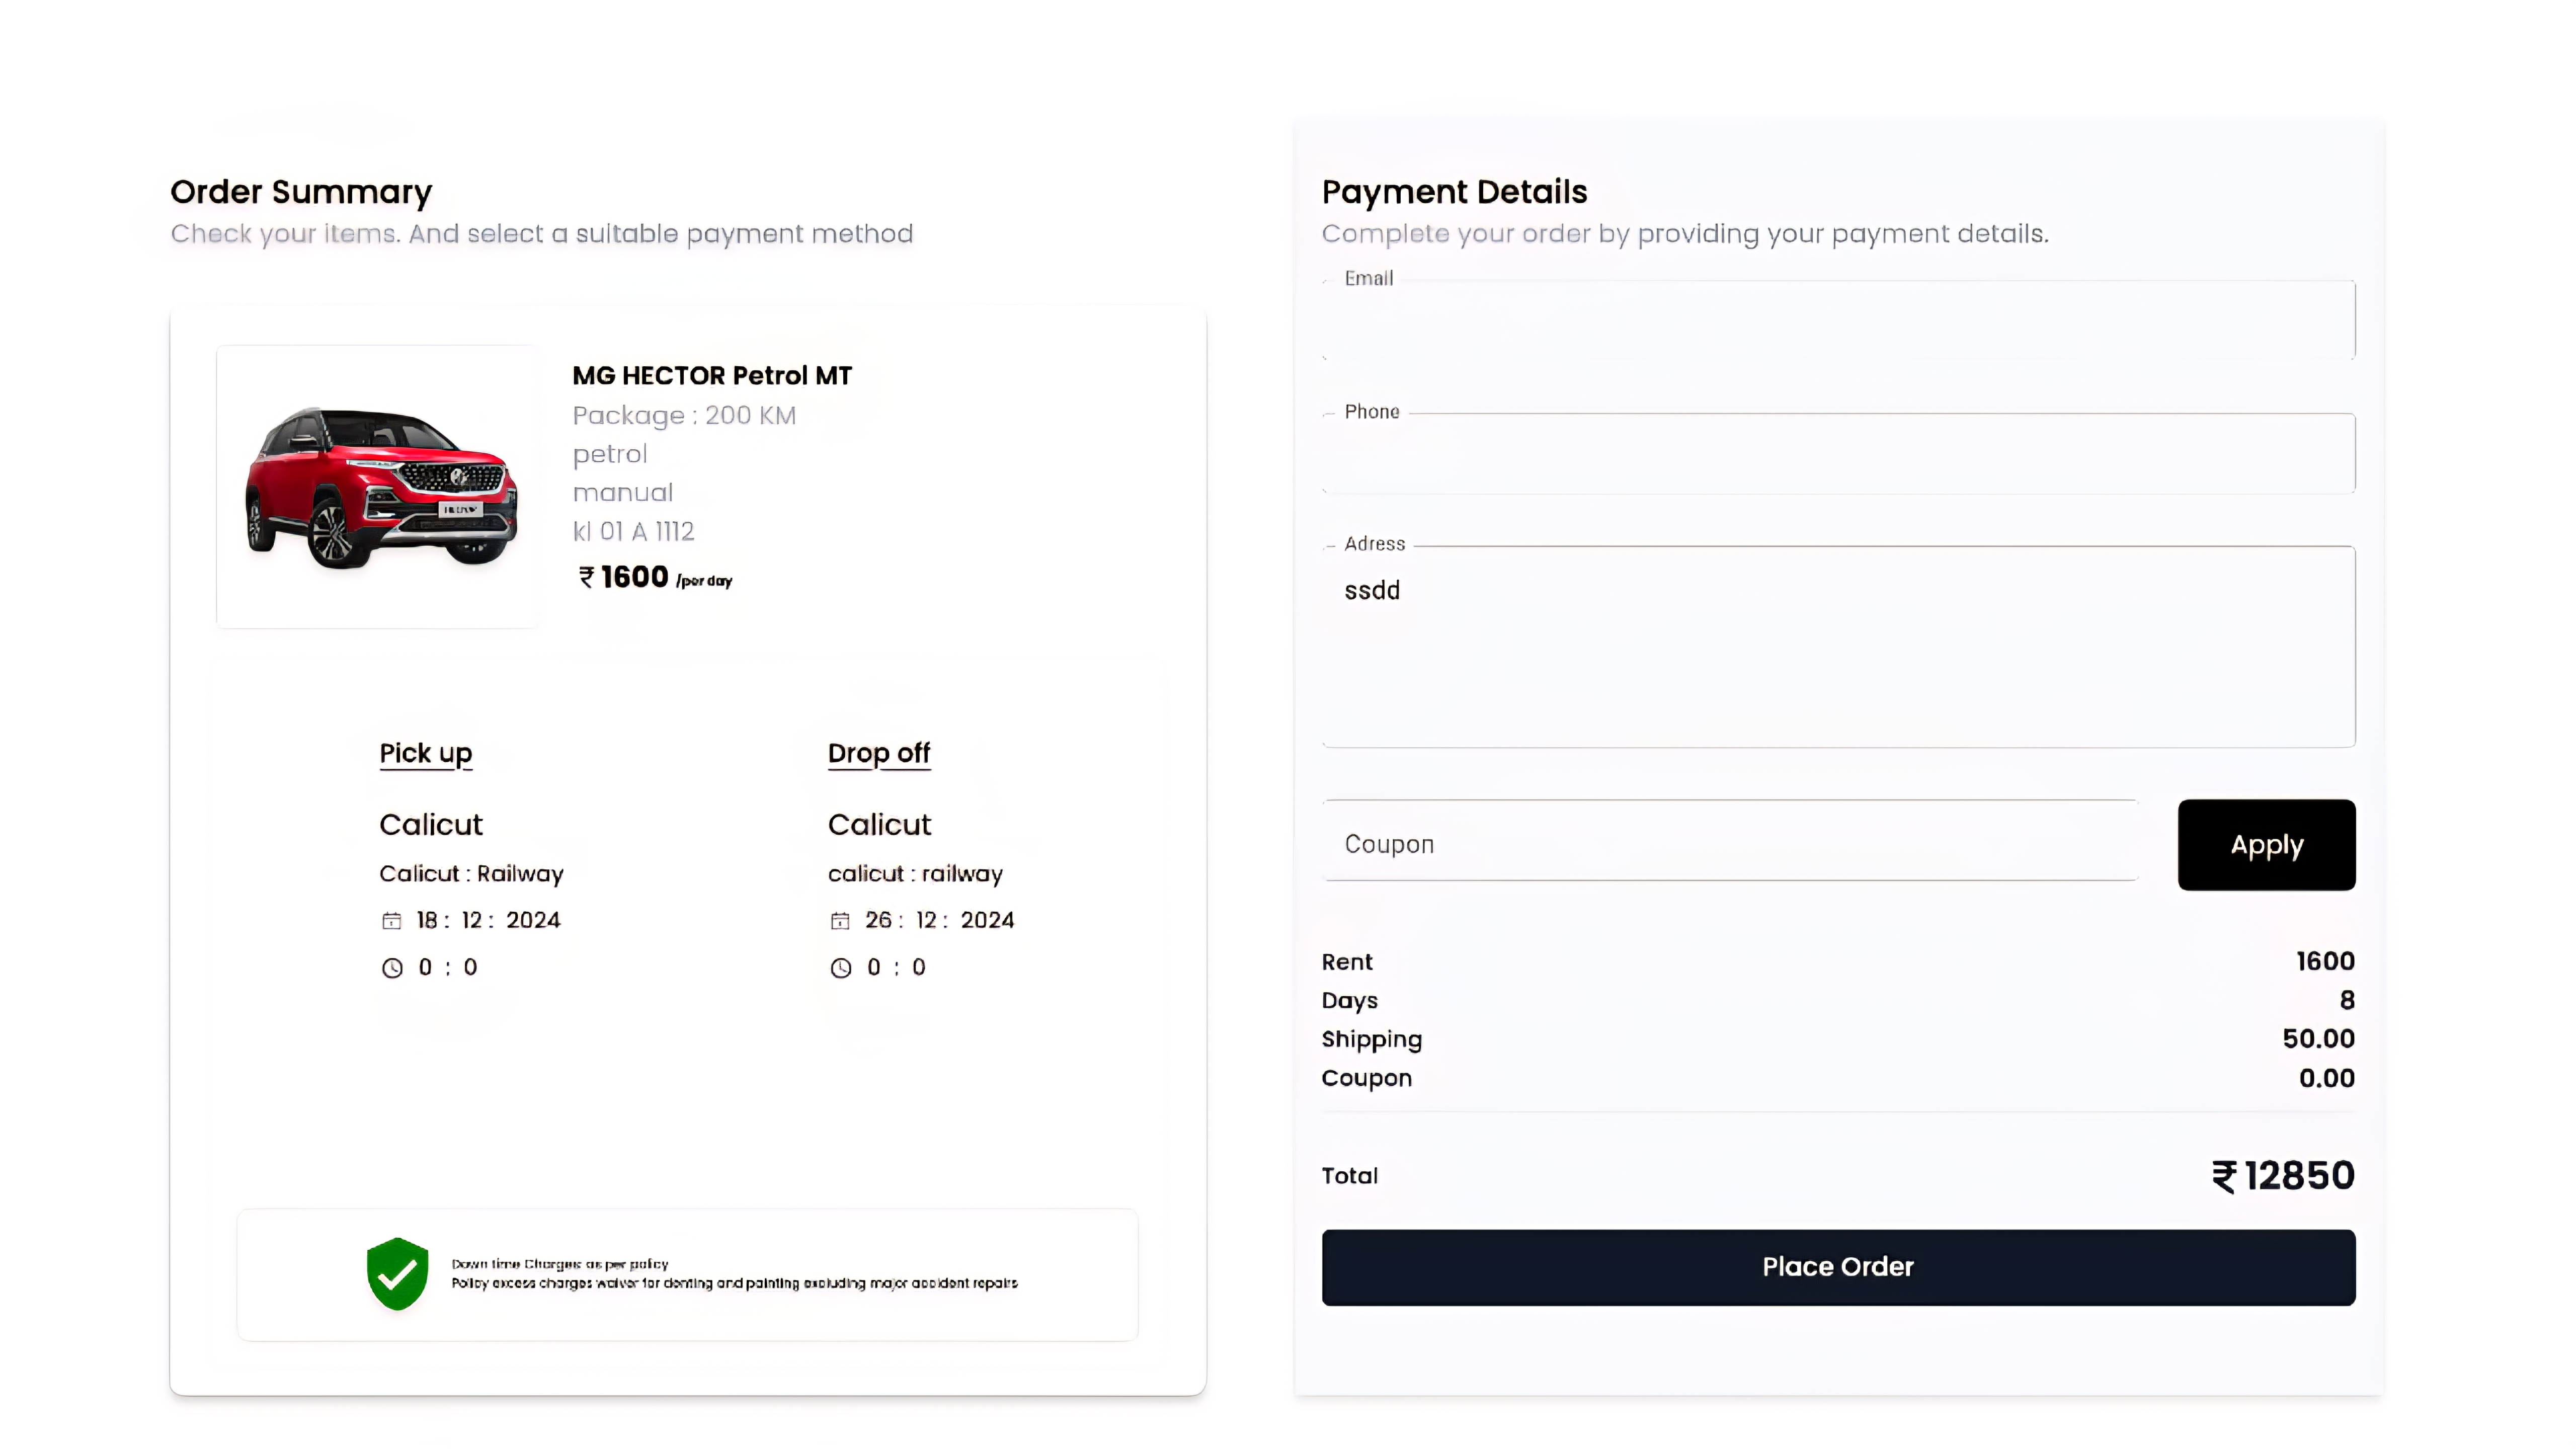 Order Summary
Check your items. And select a suitable payment method
MG HECTOR Petrol MT
Package : 200 KM
petrol
manual
kl 01 A 1112
₹ 1600 /per day
Pick up
Calicut
Calicut : Railway
18 : 12 : 2024
0 : 0
Drop off
Calicut
calicut : railway
26 : 12 : 2024
0 : 0
Down time Charges as per policy
Policy excess charges waiver for denting and painting excluding major accident repairs
Payment Details
Complete your order by providing your payment details.
Email
Phone
Adress
ssdd
Coupon
Apply
Rent 1600
Days 8
Shipping 50.00
Coupon 0.00
Total ₹ 12850
Place Order